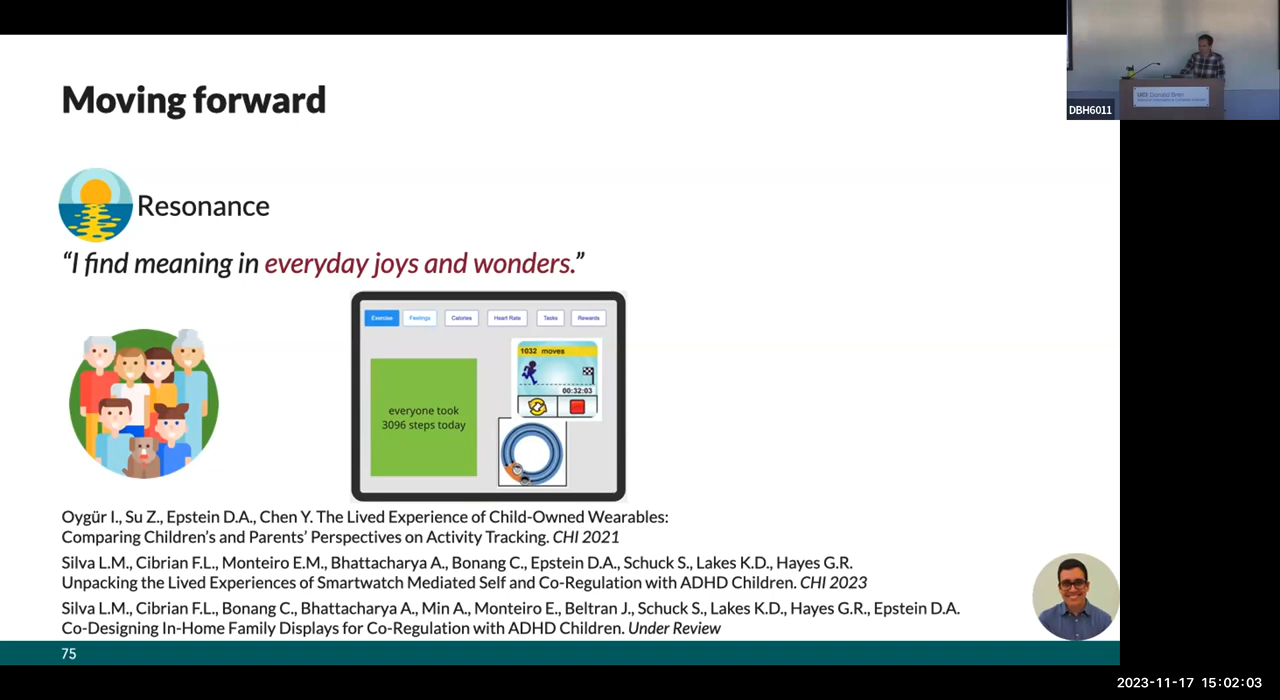 Moving forward
Resonance
“I find meaning in everyday joys and wonders.”
Exercise
Feelings
Calories
Heart Rate
Tasks
Rewards
1032 moves
00:32:03
everyone took
3096 steps today
Oygür I., Su Z., Epstein D.A., Chen Y. The Lived Experience of Child-Owned Wearables:
Comparing Children’s and Parents’ Perspectives on Activity Tracking. CHI 2021
Silva L.M., Cibrian F.L., Monteiro E.M., Bhattacharya A., Bonang C., Epstein D.A., Schuck S., Lakes K.D., Hayes G.R.
Unpacking the Lived Experiences of Smartwatch Mediated Self and Co-Regulation with ADHD Children. CHI 2023
Silva L.M., Cibrian F.L., Bonang C., Bhattacharya A., Min A., Monteiro E., Beltran J., Schuck S., Lakes K.D., Hayes G.R., Epstein D.A.
Co-Designing In-Home Family Displays for Co-Regulation with ADHD Children. Under Review
75
UCI Donald Bren
DBH6011
2023-11-17 15:02:03